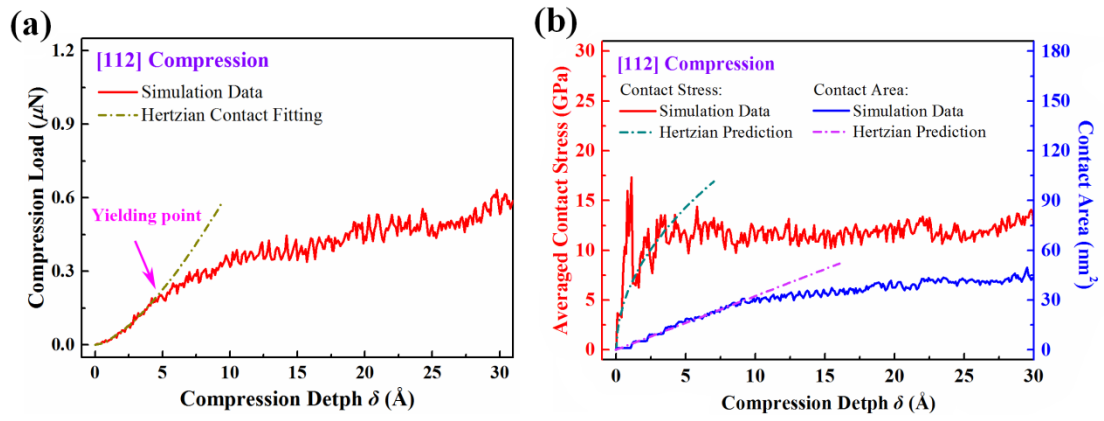 (a)
[112] Compression
Simulation Data
Hertzian Contact Fitting
Yielding point
Compression Load (μN)
1.2
0.9
0.6
0.3
0.0
0 5 10 15 20 25 30
Compression Detph δ (Å)
(b)
[112] Compression
Contact Stress: Contact Area:
Simulation Data Simulation Data
Hertzian Prediction Hertzian Prediction
Averaged Contact Stress (GPa)
30
25
20
15
10
5
0
180
150
120
90
60
30
0
Contact Area (nm²)
0 5 10 15 20 25 30
Compression Detph δ (Å)